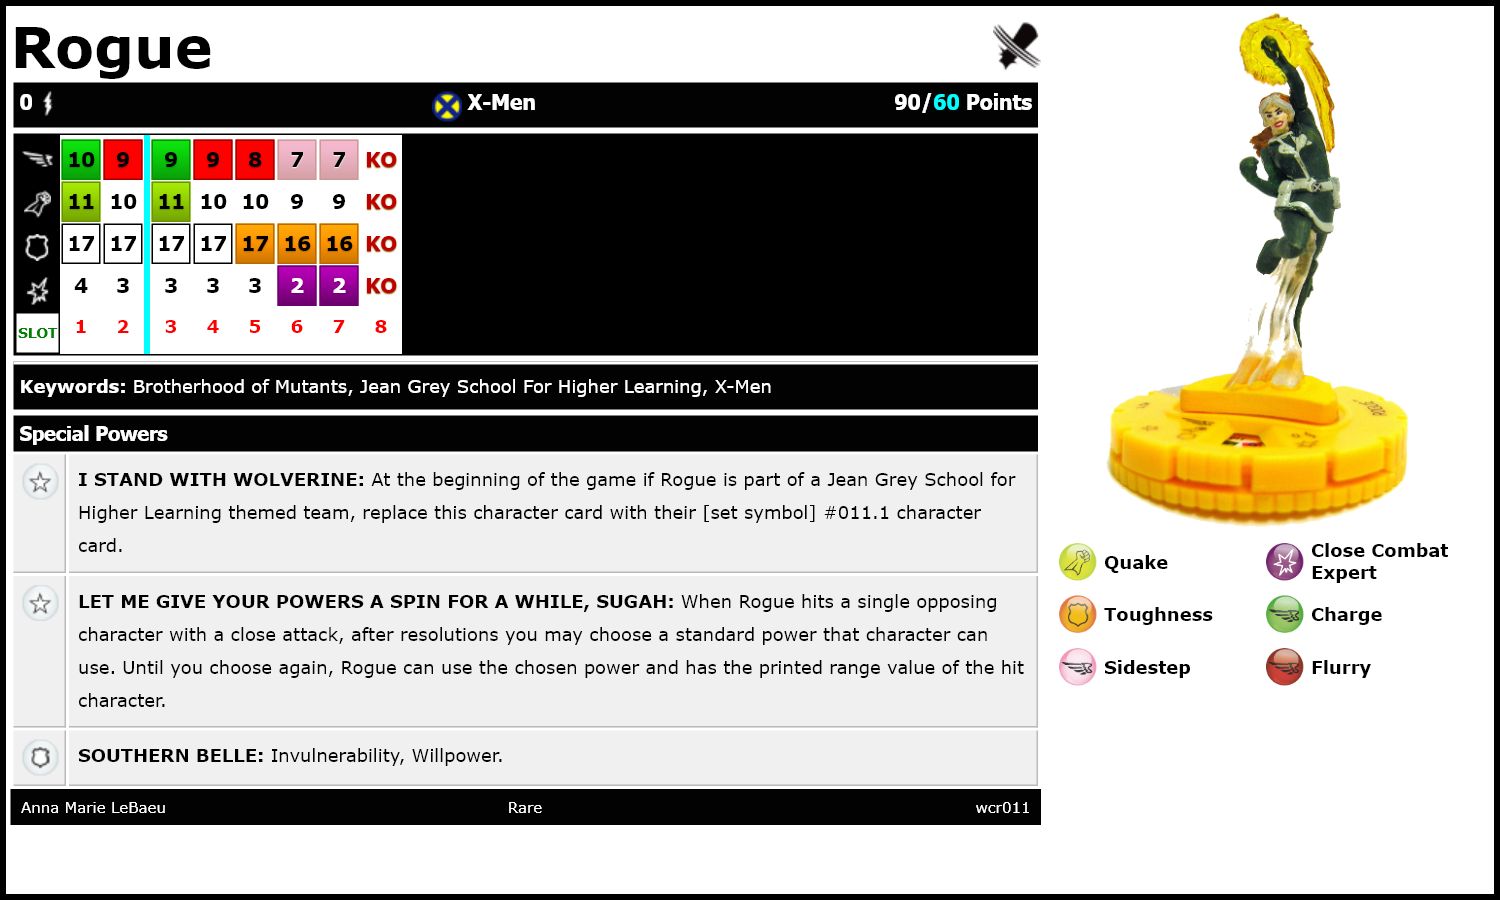 Rogue
0 X-Men 90/60 Points
10 9 9 9 8 7 7 KO
11 10 11 10 10 9 9 KO
17 17 17 17 17 16 16 KO
4 3 3 3 3 2 2 KO
SLOT 1 2 3 4 5 6 7 8
Keywords: Brotherhood of Mutants, Jean Grey School For Higher Learning, X-Men
Special Powers
I STAND WITH WOLVERINE: At the beginning of the game if Rogue is part of a Jean Grey School for
Higher Learning themed team, replace this character card with their [set symbol] #011.1 character
card.
LET ME GIVE YOUR POWERS A SPIN FOR A WHILE, SUGAH: When Rogue hits a single opposing
character with a close attack, after resolutions you may choose a standard power that character can
use. Until you choose again, Rogue can use the chosen power and has the printed range value of the hit
character.
SOUTHERN BELLE: Invulnerability, Willpower.
Anna Marie LeBaeu Rare wcr011
ROGUE
Quake
Close Combat
Expert
Toughness
Charge
Sidestep
Flurry